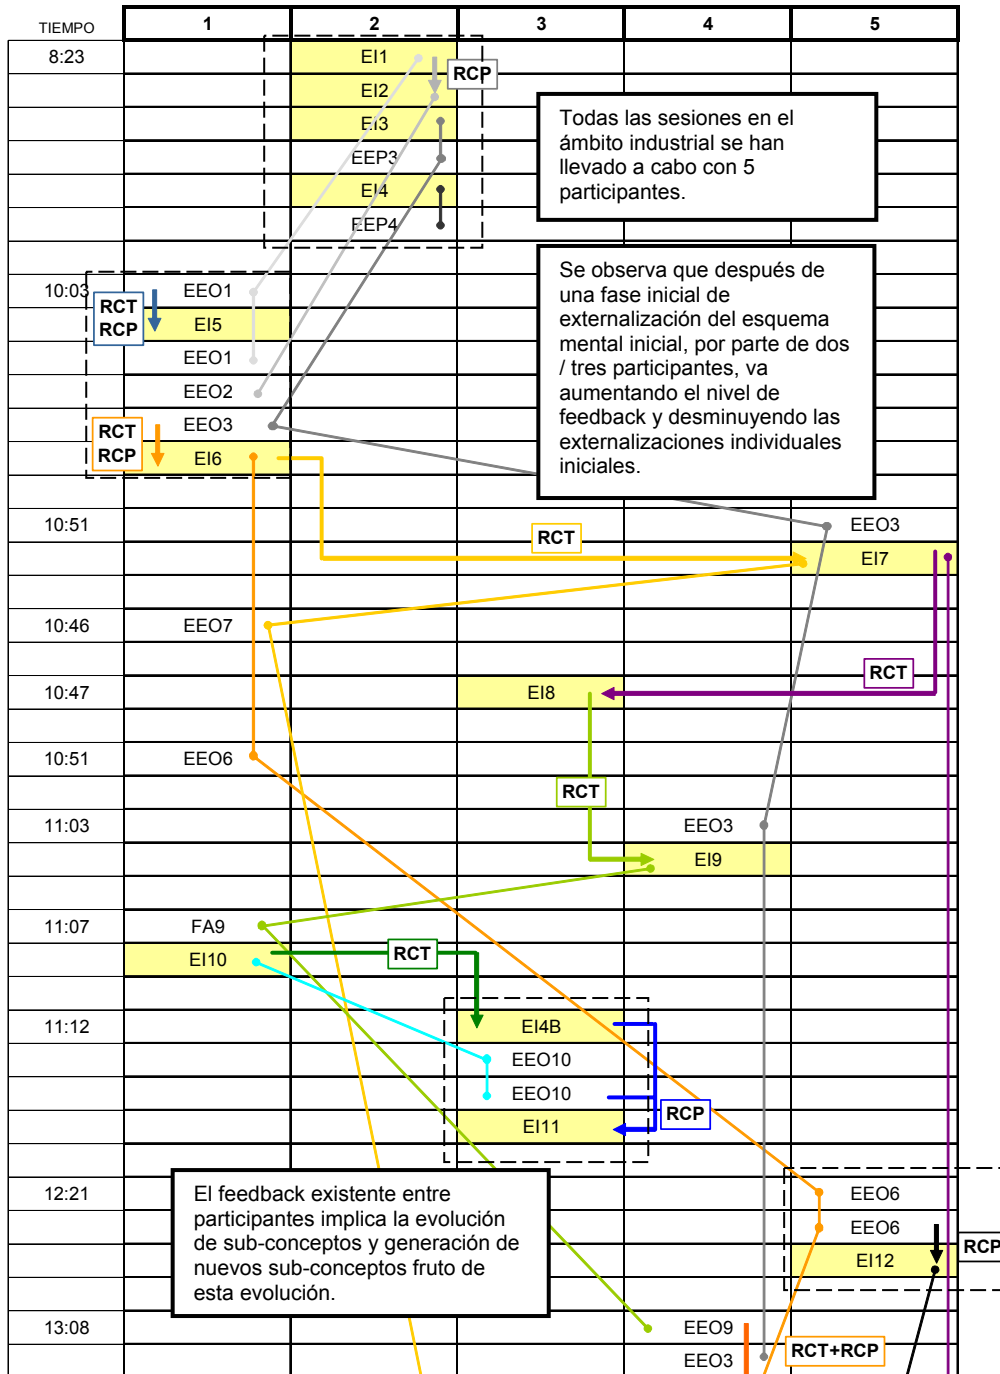 TIEMPO 1 2 3 4 5
8:23 EI1
RCP
EI2
EI3
EEP3
EI4
EEP4
Todas las sesiones en el
ámbito industrial se han
llevado a cabo con 5
participantes.
10:03 EEO1
RCT
RCP
EI5
EEO1
EEO2
EEO3
RCT
RCP
EI6
Se observa que después de
una fase inicial de
externalización del esquema
mental inicial, por parte de dos
/ tres participantes, va
aumentando el nivel de
feedback y desminuyendo las
externalizaciones individuales
iniciales.
10:51 EEO3
RCT
EI7
10:46 EEO7
RCT
10:47 EI8
10:51 EEO6
RCT
11:03 EEO3
EI9
11:07 FA9
EI10
RCT
11:12 EI4B
EEO10
EEO10
RCP
EI11
12:21 EEO6
EEO6
RCP
EI12
El feedback existente entre
participantes implica la evolución
de sub-conceptos y generación de
nuevos sub-conceptos fruto de
esta evolución.
13:08 EEO9
EEO3
RCT+RCP